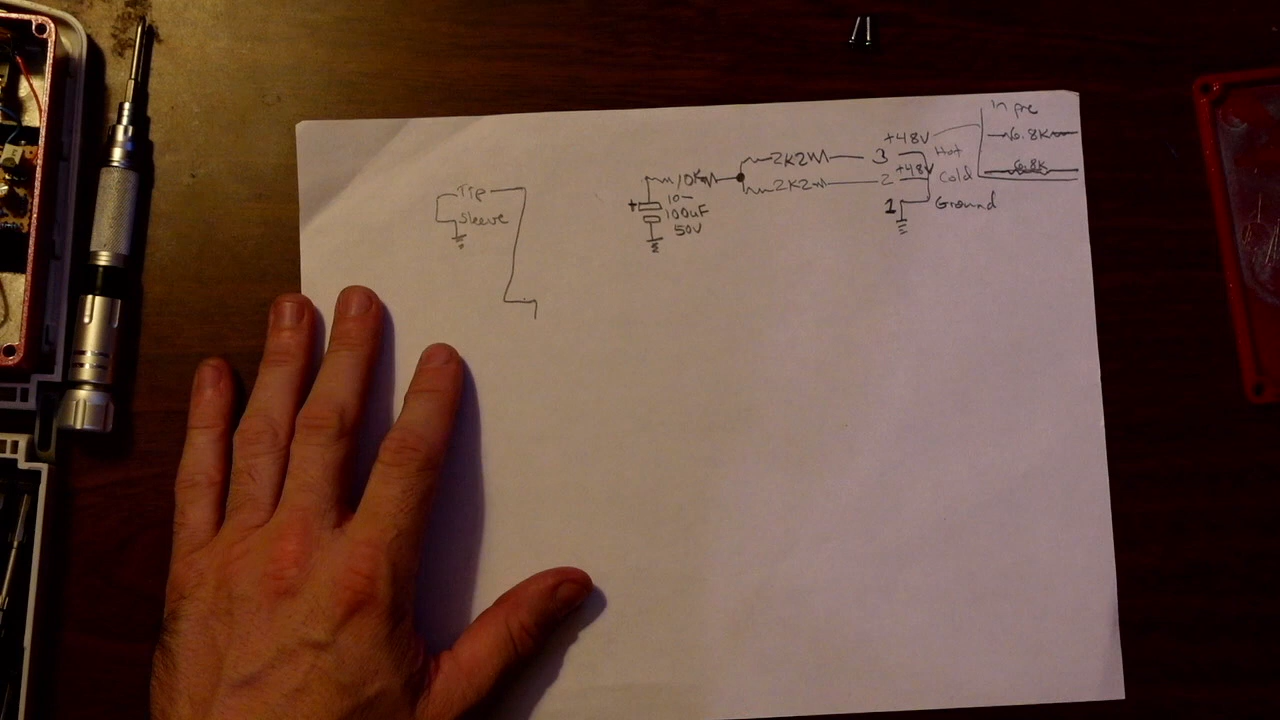 In pre
6.8K
6.8K
+48V
2K2
3
Hot
10K
+48V
2K2
2
Cold
Tip
10-
Sleeve
+
100uF
1
Ground
50V